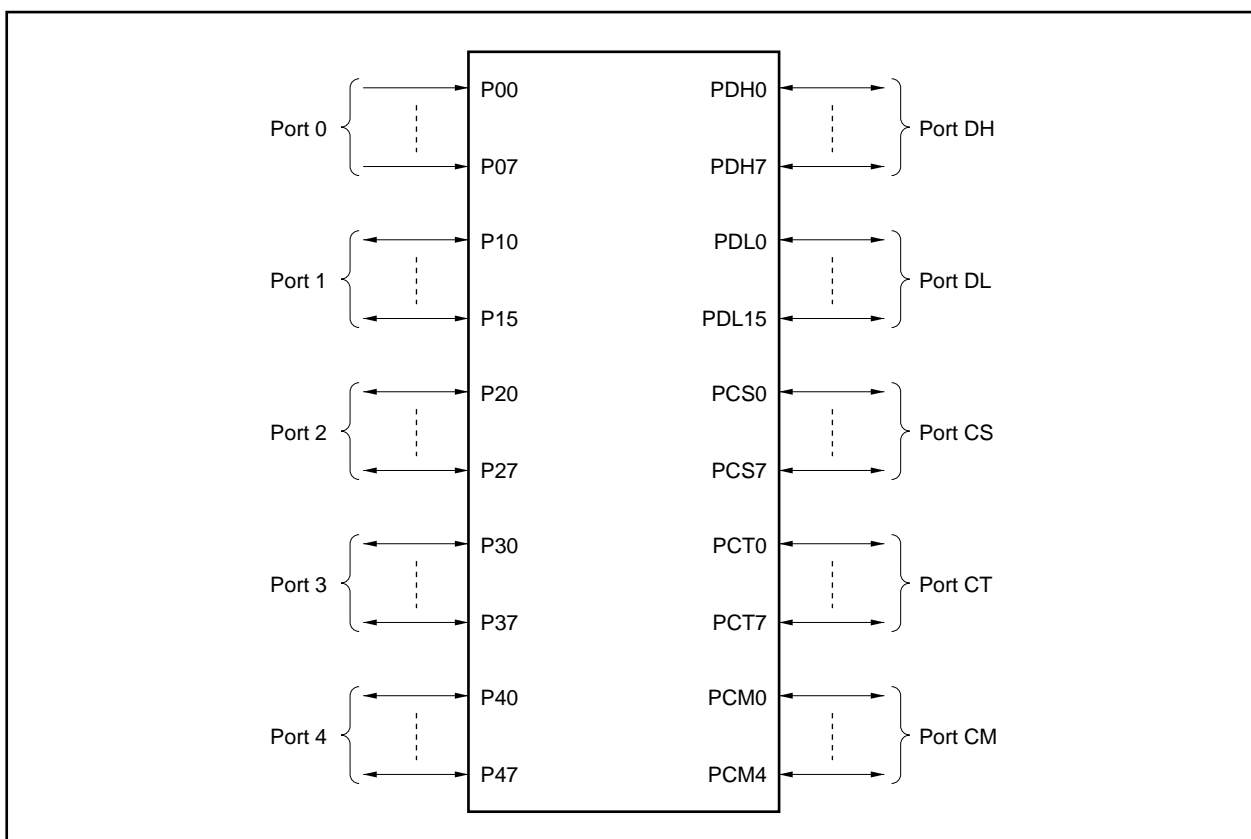 P00
PDH0
Port 0
Port DH
P07
PDH7
P10
PDL0
Port 1
Port DL
P15
PDL15
P20
PCS0
Port 2
Port CS
P27
PCS7
P30
PCT0
Port 3
Port CT
P37
PCT7
P40
PCM0
Port 4
Port CM
P47
PCM4